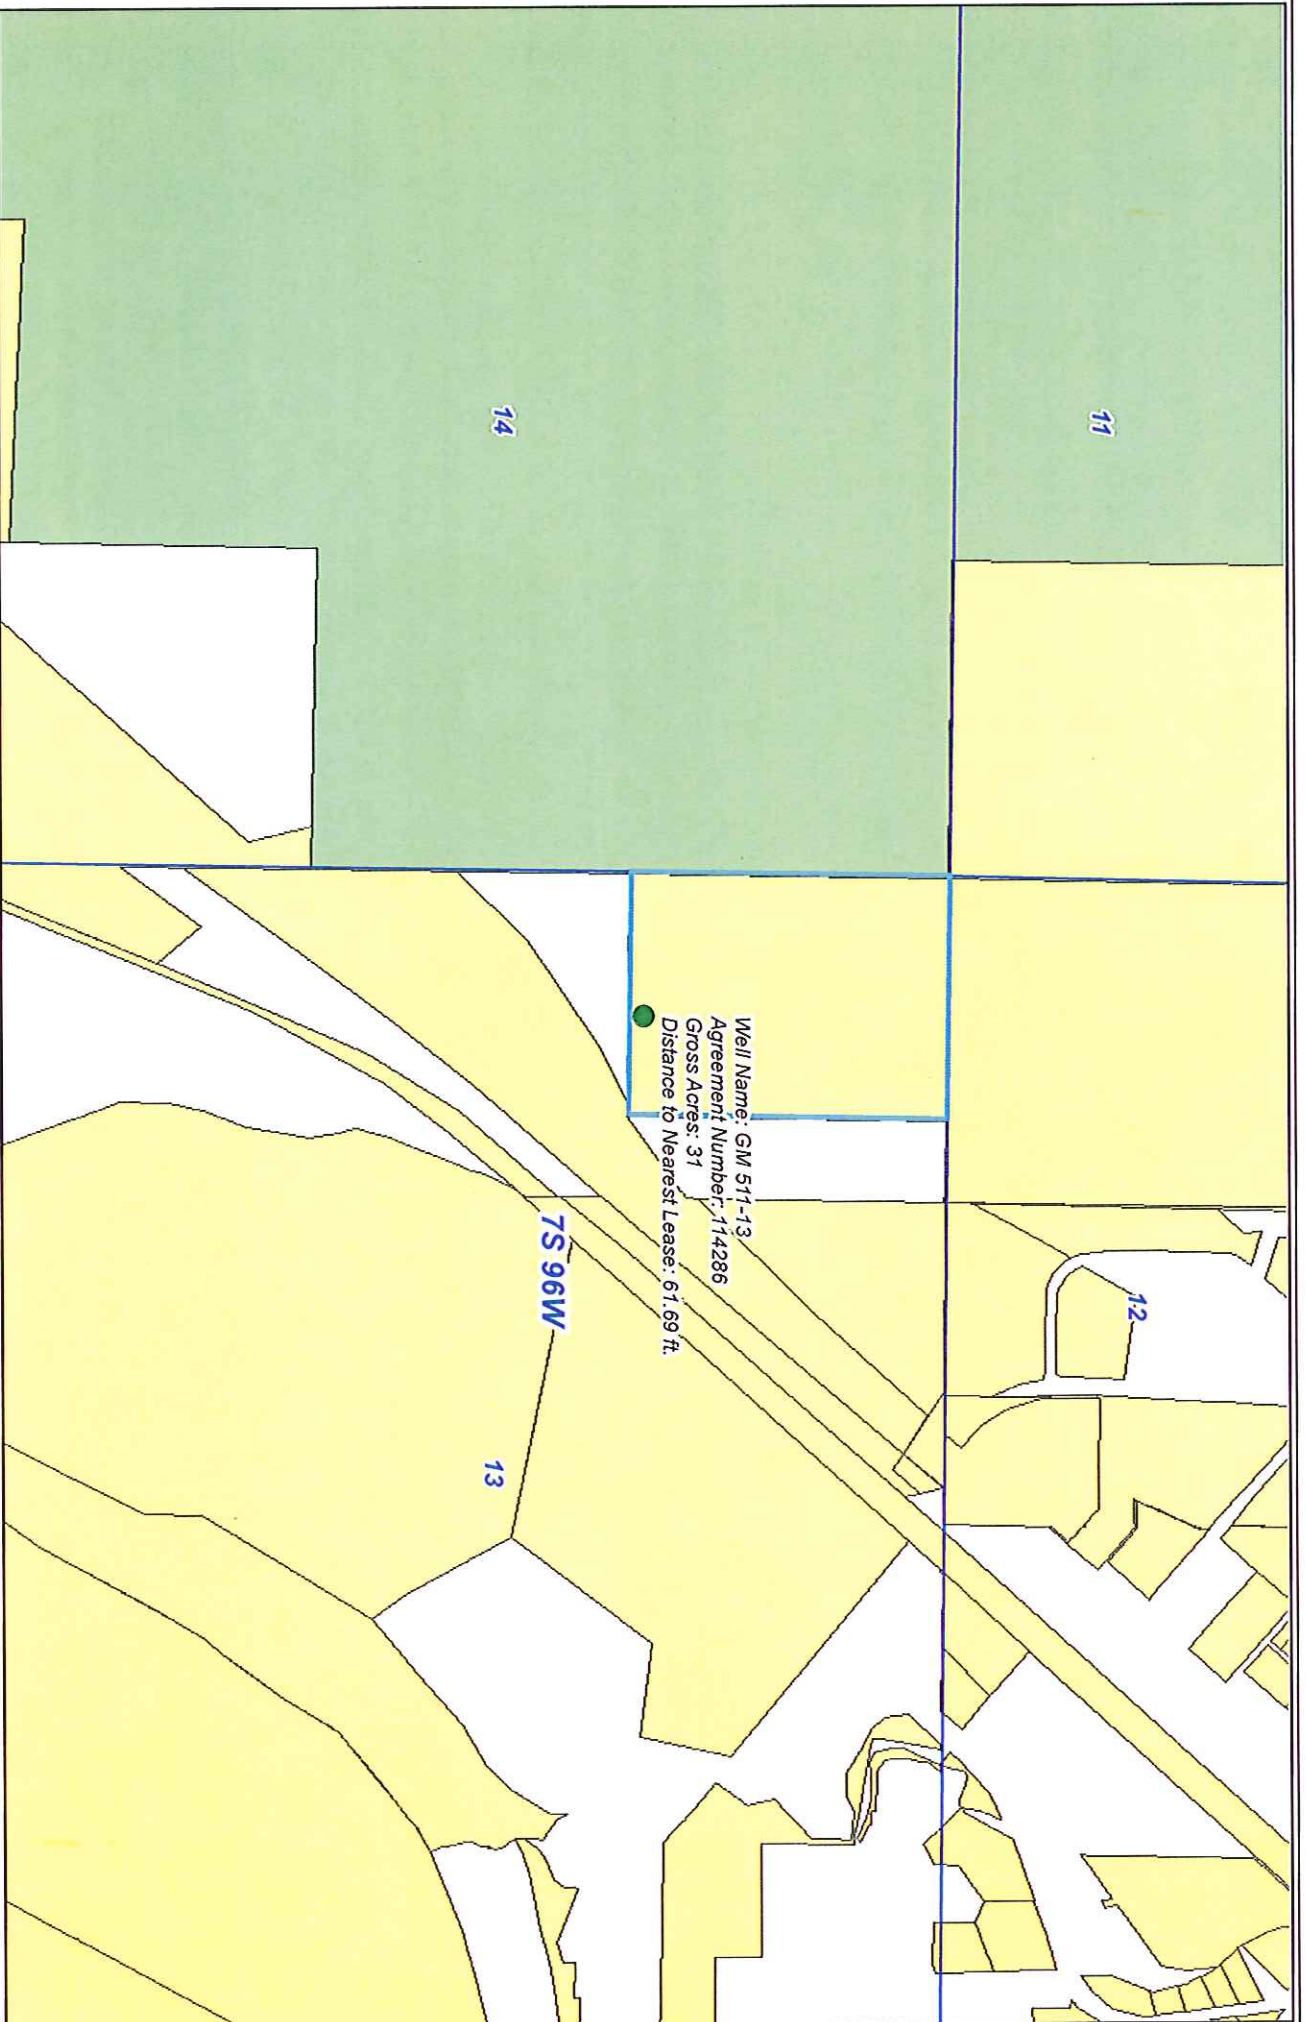 11
14
12
Well Name: GM 511-13
Agreement Number: 114286
Gross Acres: 31
Distance to Nearest Lease: 61.69 ft.
7S 96W
13